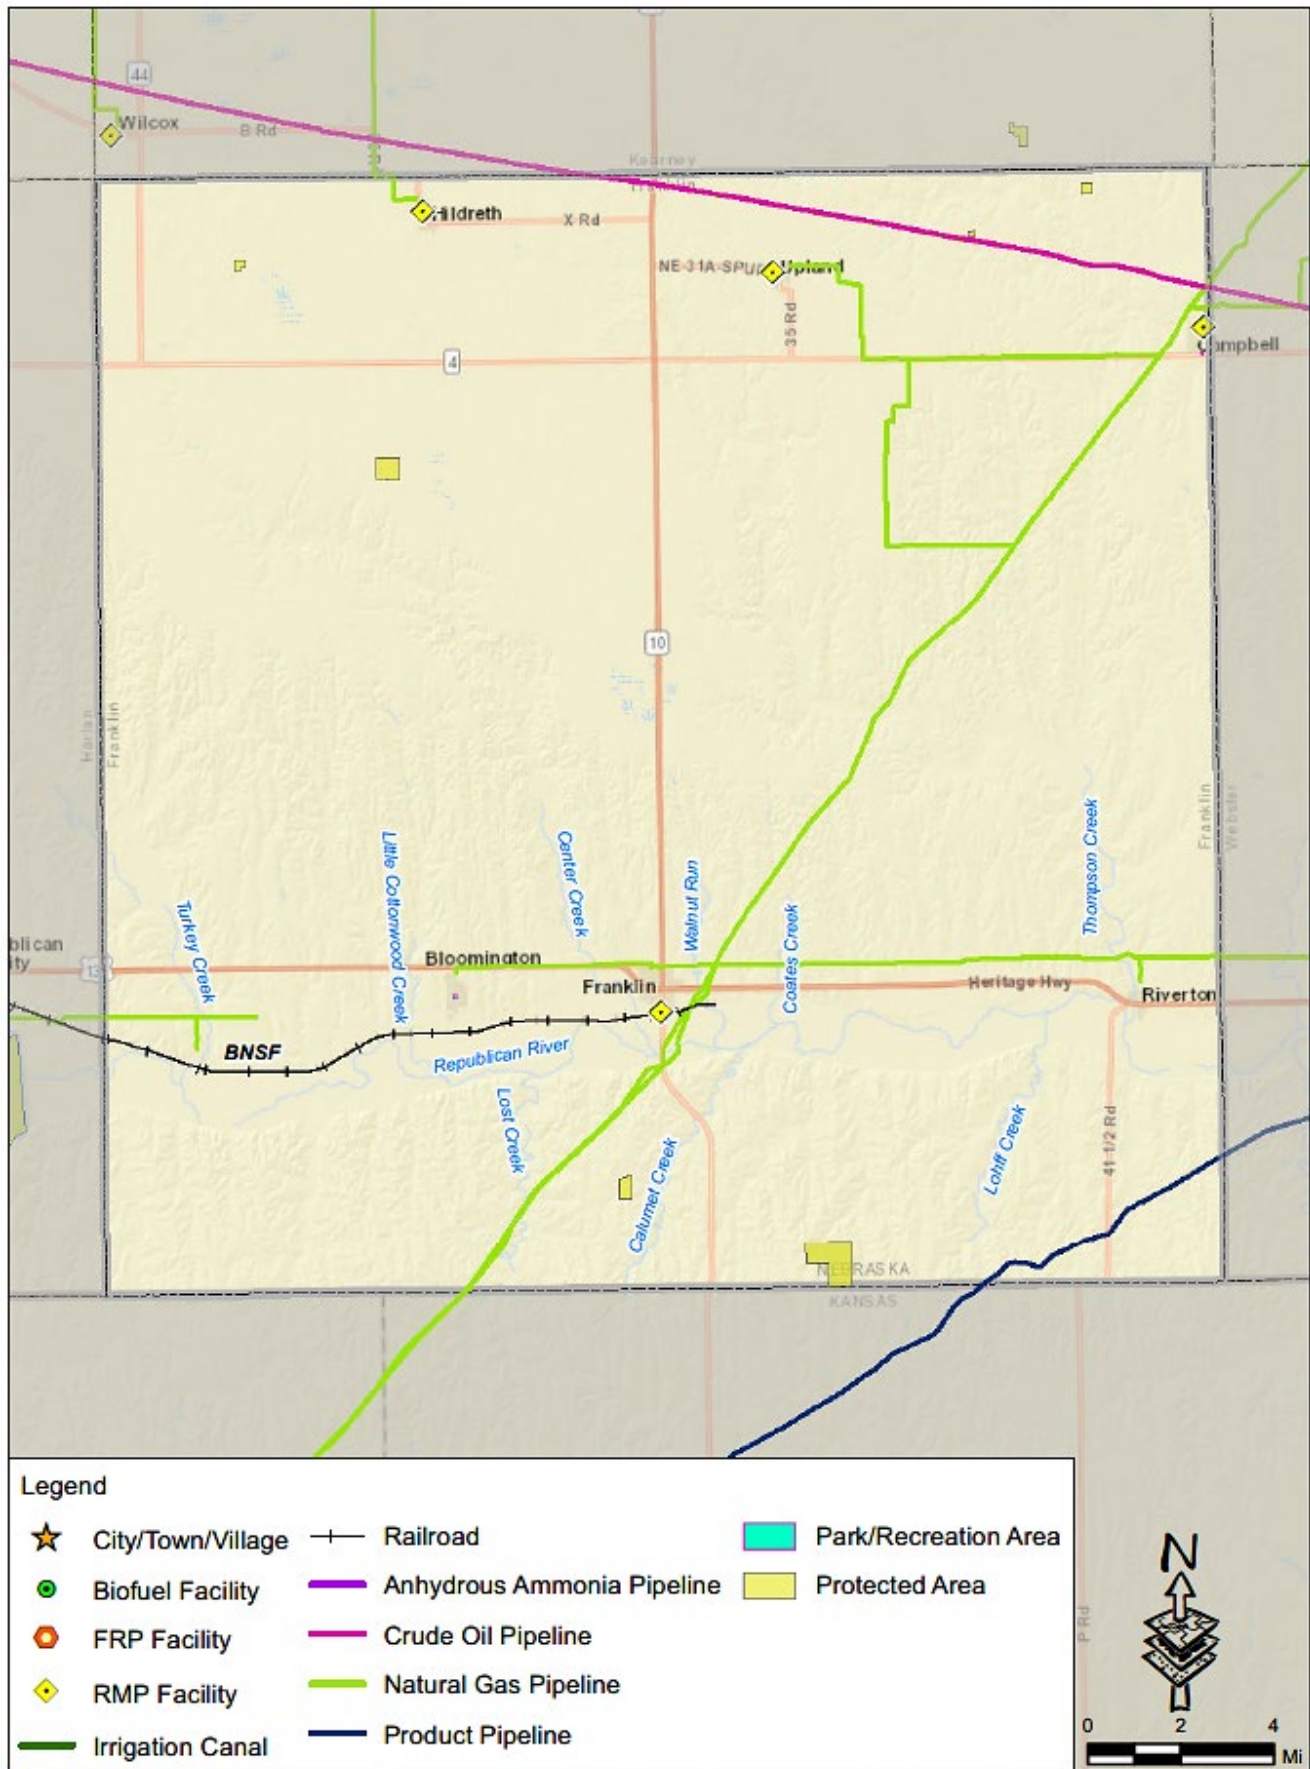 44
Wilcox
B Rd
Kearney
Franklin
Hildreth
X Rd
NE 31A SPUR
Upland
35 Rd
Campbell
4
10
Harlan
Franklin
Franklin
Webster
Little Cottonwood Creek
Center Creek
Walnut Run
Thompson Creek
Turkey Creek
Coates Creek
blican
ity
13
Bloomington
Franklin
Heritage Hwy
Riverton
BNSF
Republican River
Lost Creek
Calumet Creek
Lohff Creek
41 1/2 Rd
NEBRASKA
KANSAS
P Rd
Legend
City/Town/Village
Biofuel Facility
FRP Facility
RMP Facility
Irrigation Canal
Railroad
Anhydrous Ammonia Pipeline
Crude Oil Pipeline
Natural Gas Pipeline
Product Pipeline
Park/Recreation Area
Protected Area
N
0 2 4
Mi